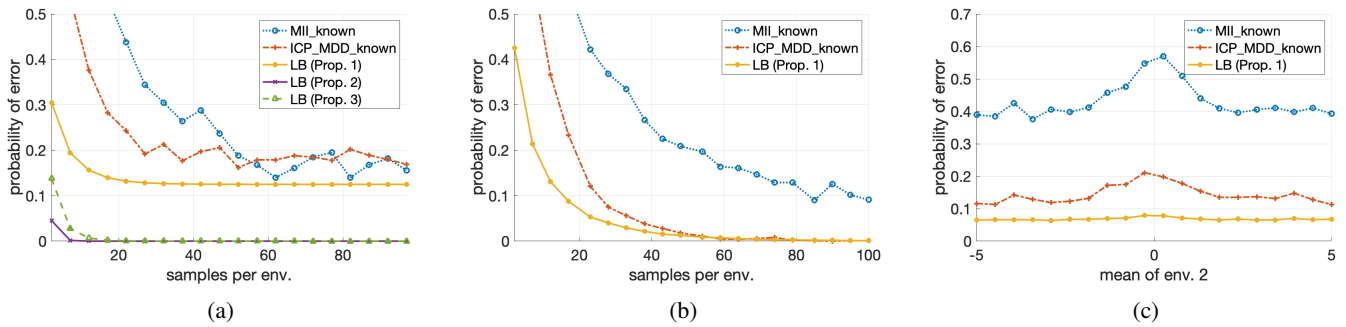 0.5
0.4
0.3
0.2
0.1
0
probability of error
20
40
60
80
samples per env.
MII_known
ICP_MDD_known
LB (Prop. 1)
LB (Prop. 2)
LB (Prop. 3)
(a)
0.5
0.4
0.3
0.2
0.1
0
probability of error
20
40
60
80
100
samples per env.
MII_known
ICP_MDD_known
LB (Prop. 1)
(b)
0.7
0.6
0.5
0.4
0.3
0.2
0.1
0
probability of error
-5
0
5
mean of env. 2
MII_known
ICP_MDD_known
LB (Prop. 1)
(c)